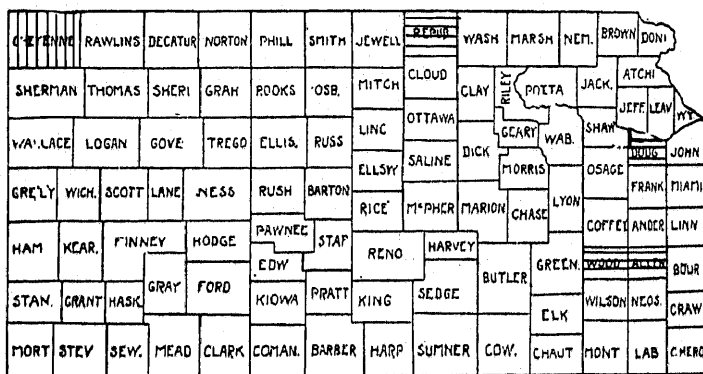 CHEYENNE RAWLINS DECATUR NORTON PHILL SMITH JEWELL REPUB WASH MARSH NEM. BROWN DONI
SHERMAN THOMAS SHERI GRAH ROOKS OSB. MITCH CLOUD CLAY RILEY POTTA JACK. ATCHI
JEFF. LEAV WY
WALLACE LOGAN GOVE TREGO ELLIS. RUSS LINC OTTAWA GEARY WAB. SHAW DOUG JOHN
ELLSW SALINE DICK MORRIS OSAGE FRANK MIAMI
GRE'LY WICH. SCOTT LANE NESS RUSH BARTON RICE McPHER MARION CHASE LYON COFFEY ANDER LINN
HAM KEAR. FINNEY HODGE PAWNEE STAF RENO HARVEY BUTLER GREEN. WOOD ALLEN BOUR
EDW
STAN. GRANT HASK. GRAY FORD KIOWA PRATT KING SEDGE ELK WILSON NEOS. CRAW
MORT STEV SEW. MEAD CLARK COMAN. BARBER HARP SUMNER COW. CHAUT MONT LAB CHERO